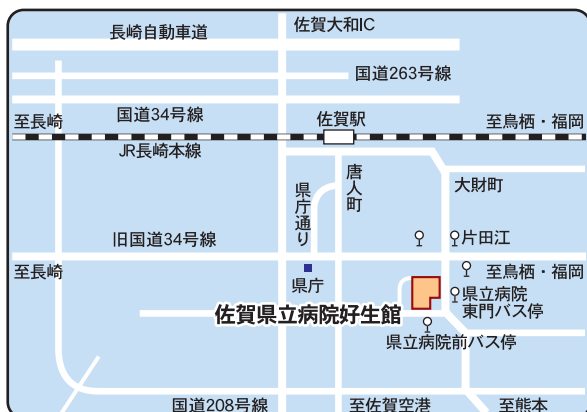 長崎自動車道
佐賀大和IC
国道263号線
国道34号線
佐賀駅
至長崎
至鳥栖・福岡
JR長崎本線
唐人町
大財町
県庁通り
旧国道34号線
片田江
至長崎
至鳥栖・福岡
県庁
県立病院
東門バス停
佐賀県立病院好生館
県立病院前バス停
国道208号線
至佐賀空港
至熊本